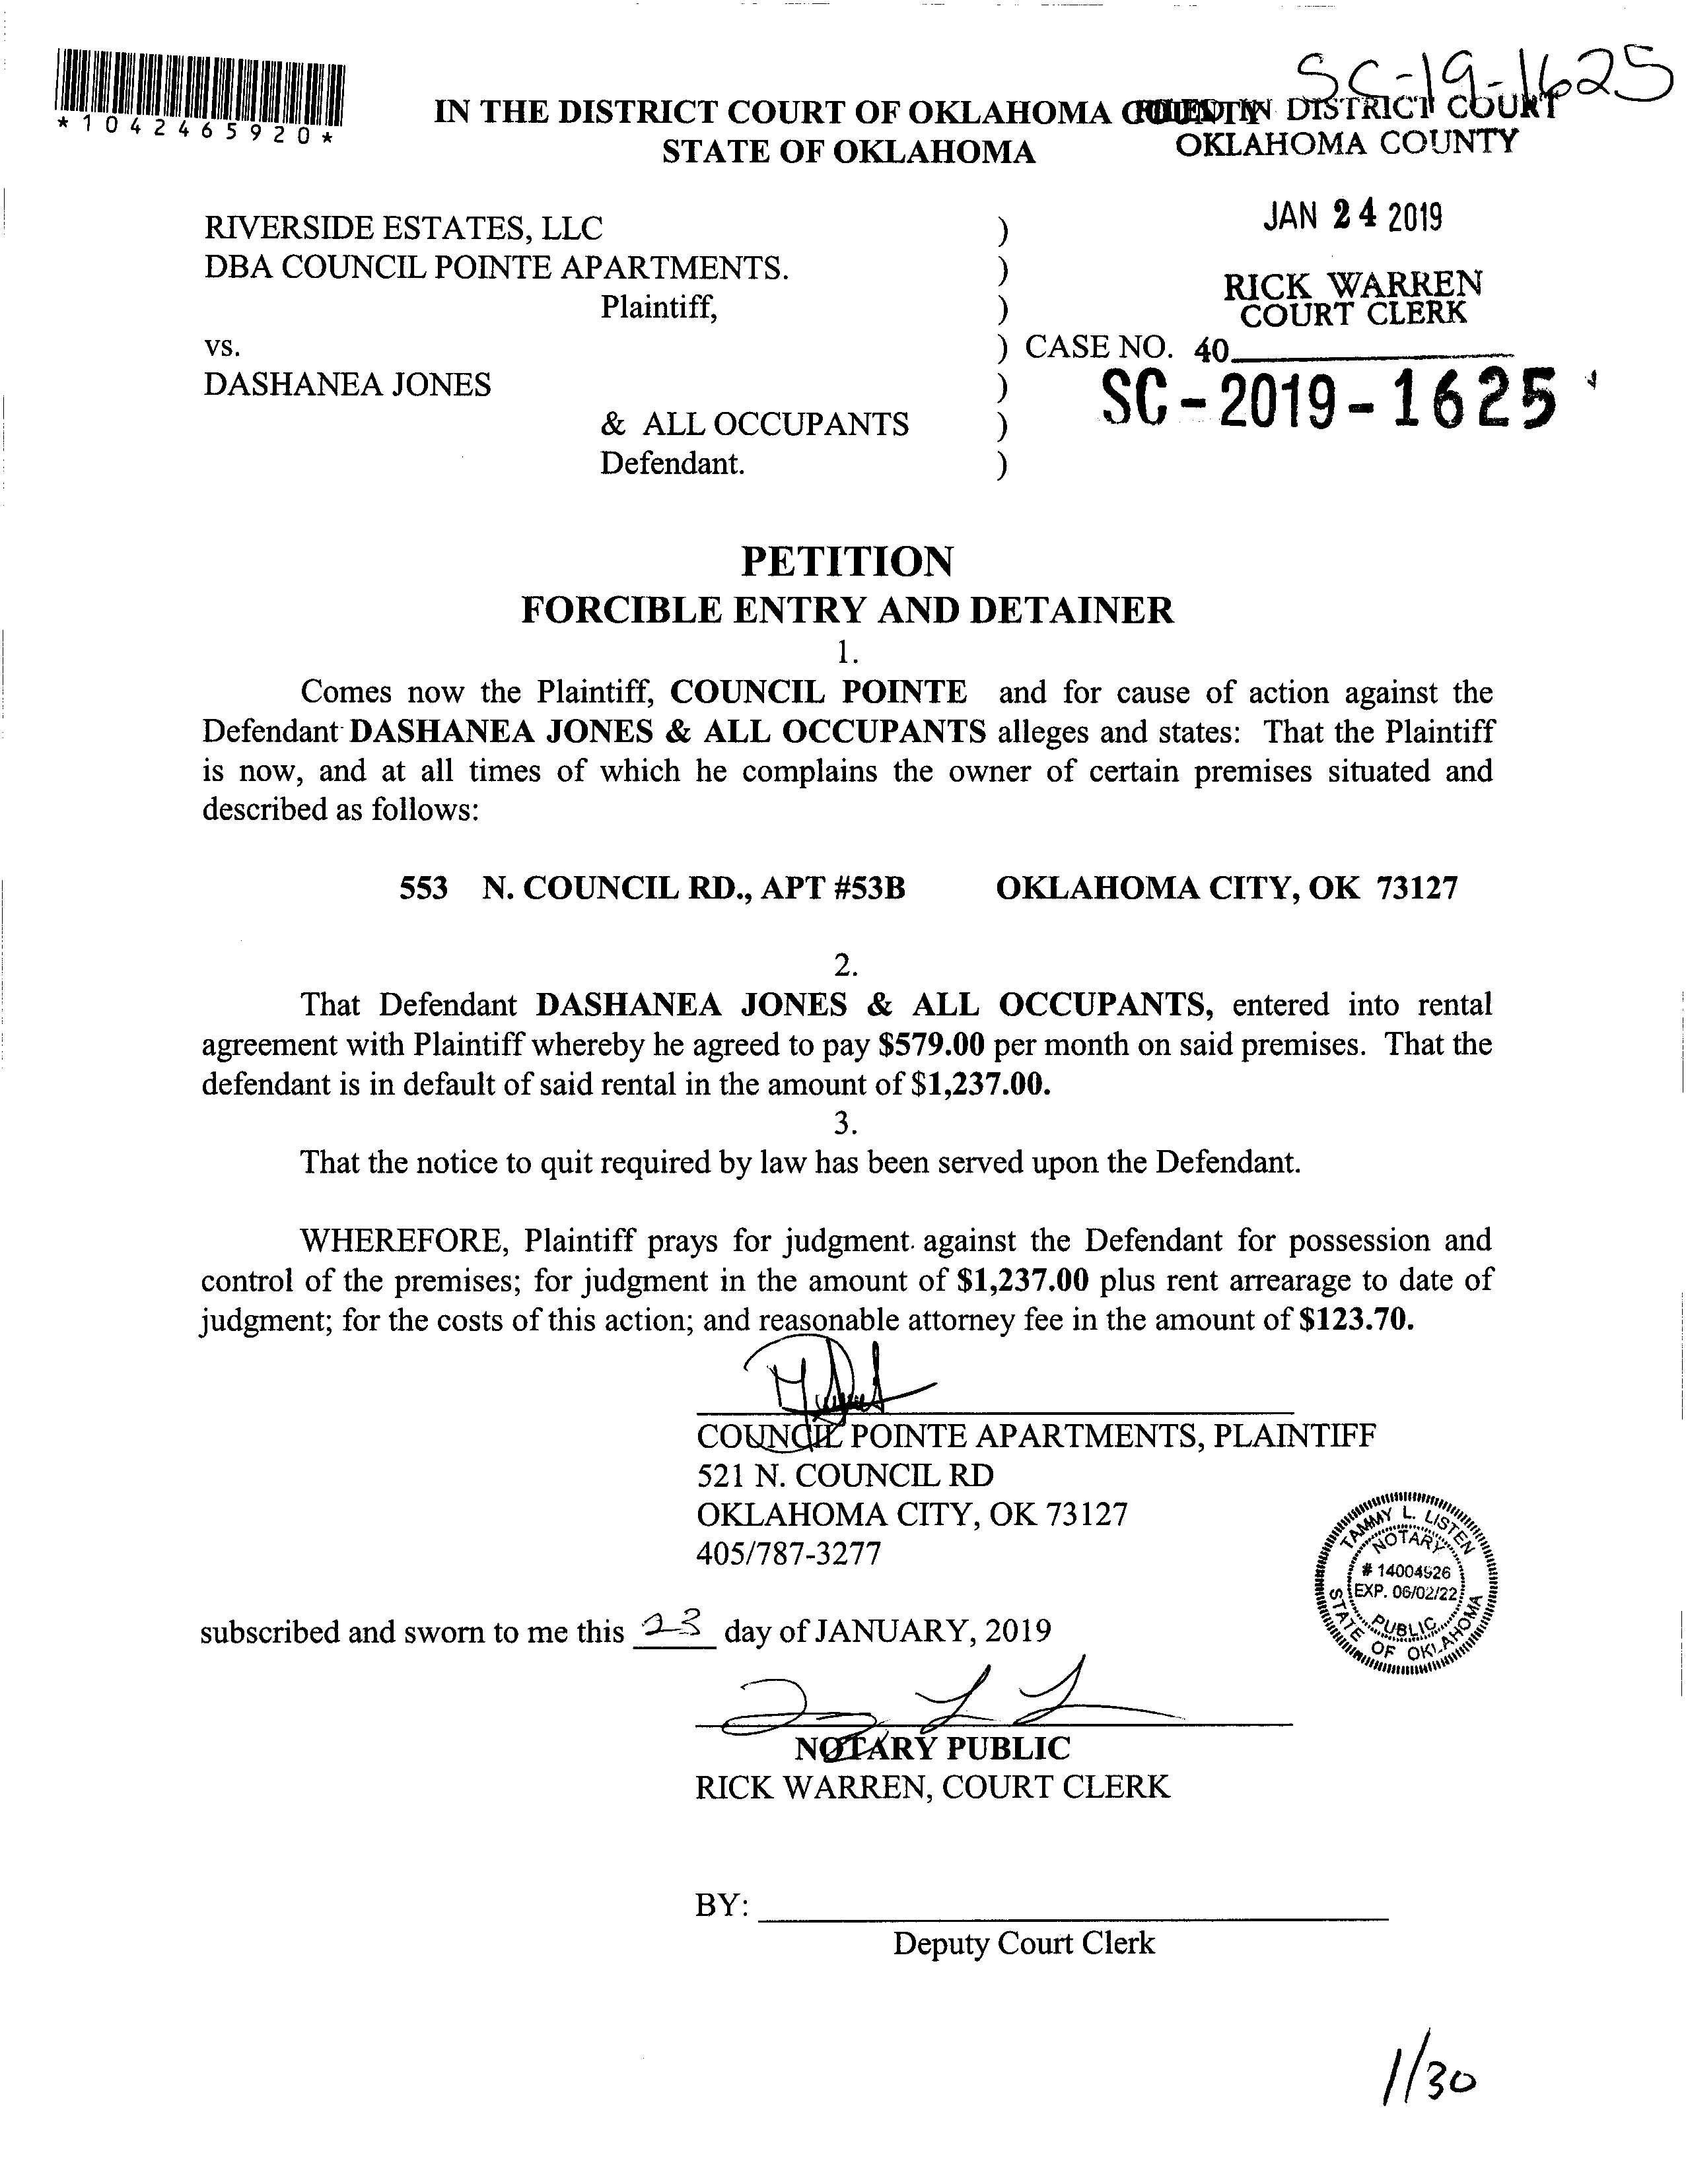 SC-19-1625
*1042465920*
IN THE DISTRICT COURT OF OKLAHOMA COUNTY
STATE OF OKLAHOMA
FILED IN DISTRICT COURT
OKLAHOMA COUNTY
JAN 24 2019
RICK WARREN
COURT CLERK
RIVERSIDE ESTATES, LLC )
DBA COUNCIL POINTE APARTMENTS. )
Plaintiff, )
vs. ) CASE NO. 40
SC-2019-1625
DASHANEA JONES )
& ALL OCCUPANTS )
Defendant. )
PETITION
FORCIBLE ENTRY AND DETAINER
1.
Comes now the Plaintiff, COUNCIL POINTE and for cause of action against the
Defendant DASHANEA JONES & ALL OCCUPANTS alleges and states: That the Plaintiff
is now, and at all times of which he complains the owner of certain premises situated and
described as follows:
553 N. COUNCIL RD., APT #53B OKLAHOMA CITY, OK 73127
2.
That Defendant DASHANEA JONES & ALL OCCUPANTS, entered into rental
agreement with Plaintiff whereby he agreed to pay $579.00 per month on said premises. That the
defendant is in default of said rental in the amount of $1,237.00.
3.
That the notice to quit required by law has been served upon the Defendant.
WHEREFORE, Plaintiff prays for judgment against the Defendant for possession and
control of the premises; for judgment in the amount of $1,237.00 plus rent arrearage to date of
judgment; for the costs of this action; and reasonable attorney fee in the amount of $123.70.
COUNCIL POINTE APARTMENTS, PLAINTIFF
521 N. COUNCIL RD
OKLAHOMA CITY, OK 73127
405/787-3277
TAMMY L. LISTEN
NOTARY
# 14004926
EXP. 06/02/22
PUBLIC
STATE OF OKLAHOMA
subscribed and sworn to me this 23 day of JANUARY, 2019
NOTARY PUBLIC
RICK WARREN, COURT CLERK
BY:
Deputy Court Clerk
1/30